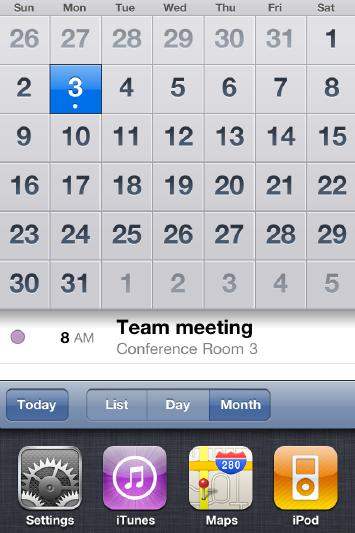 Sun Mon Tue Wed Thu Fri Sat
26 27 28 29 30 31 1
2 3 4 5 6 7 8
9 10 11 12 13 14 15
16 17 18 19 20 21 22
23 24 25 26 27 28 29
30 31 1 2 3 4 5
8 AM Team meeting
Conference Room 3
Today List Day Month
280
Settings iTunes Maps iPod